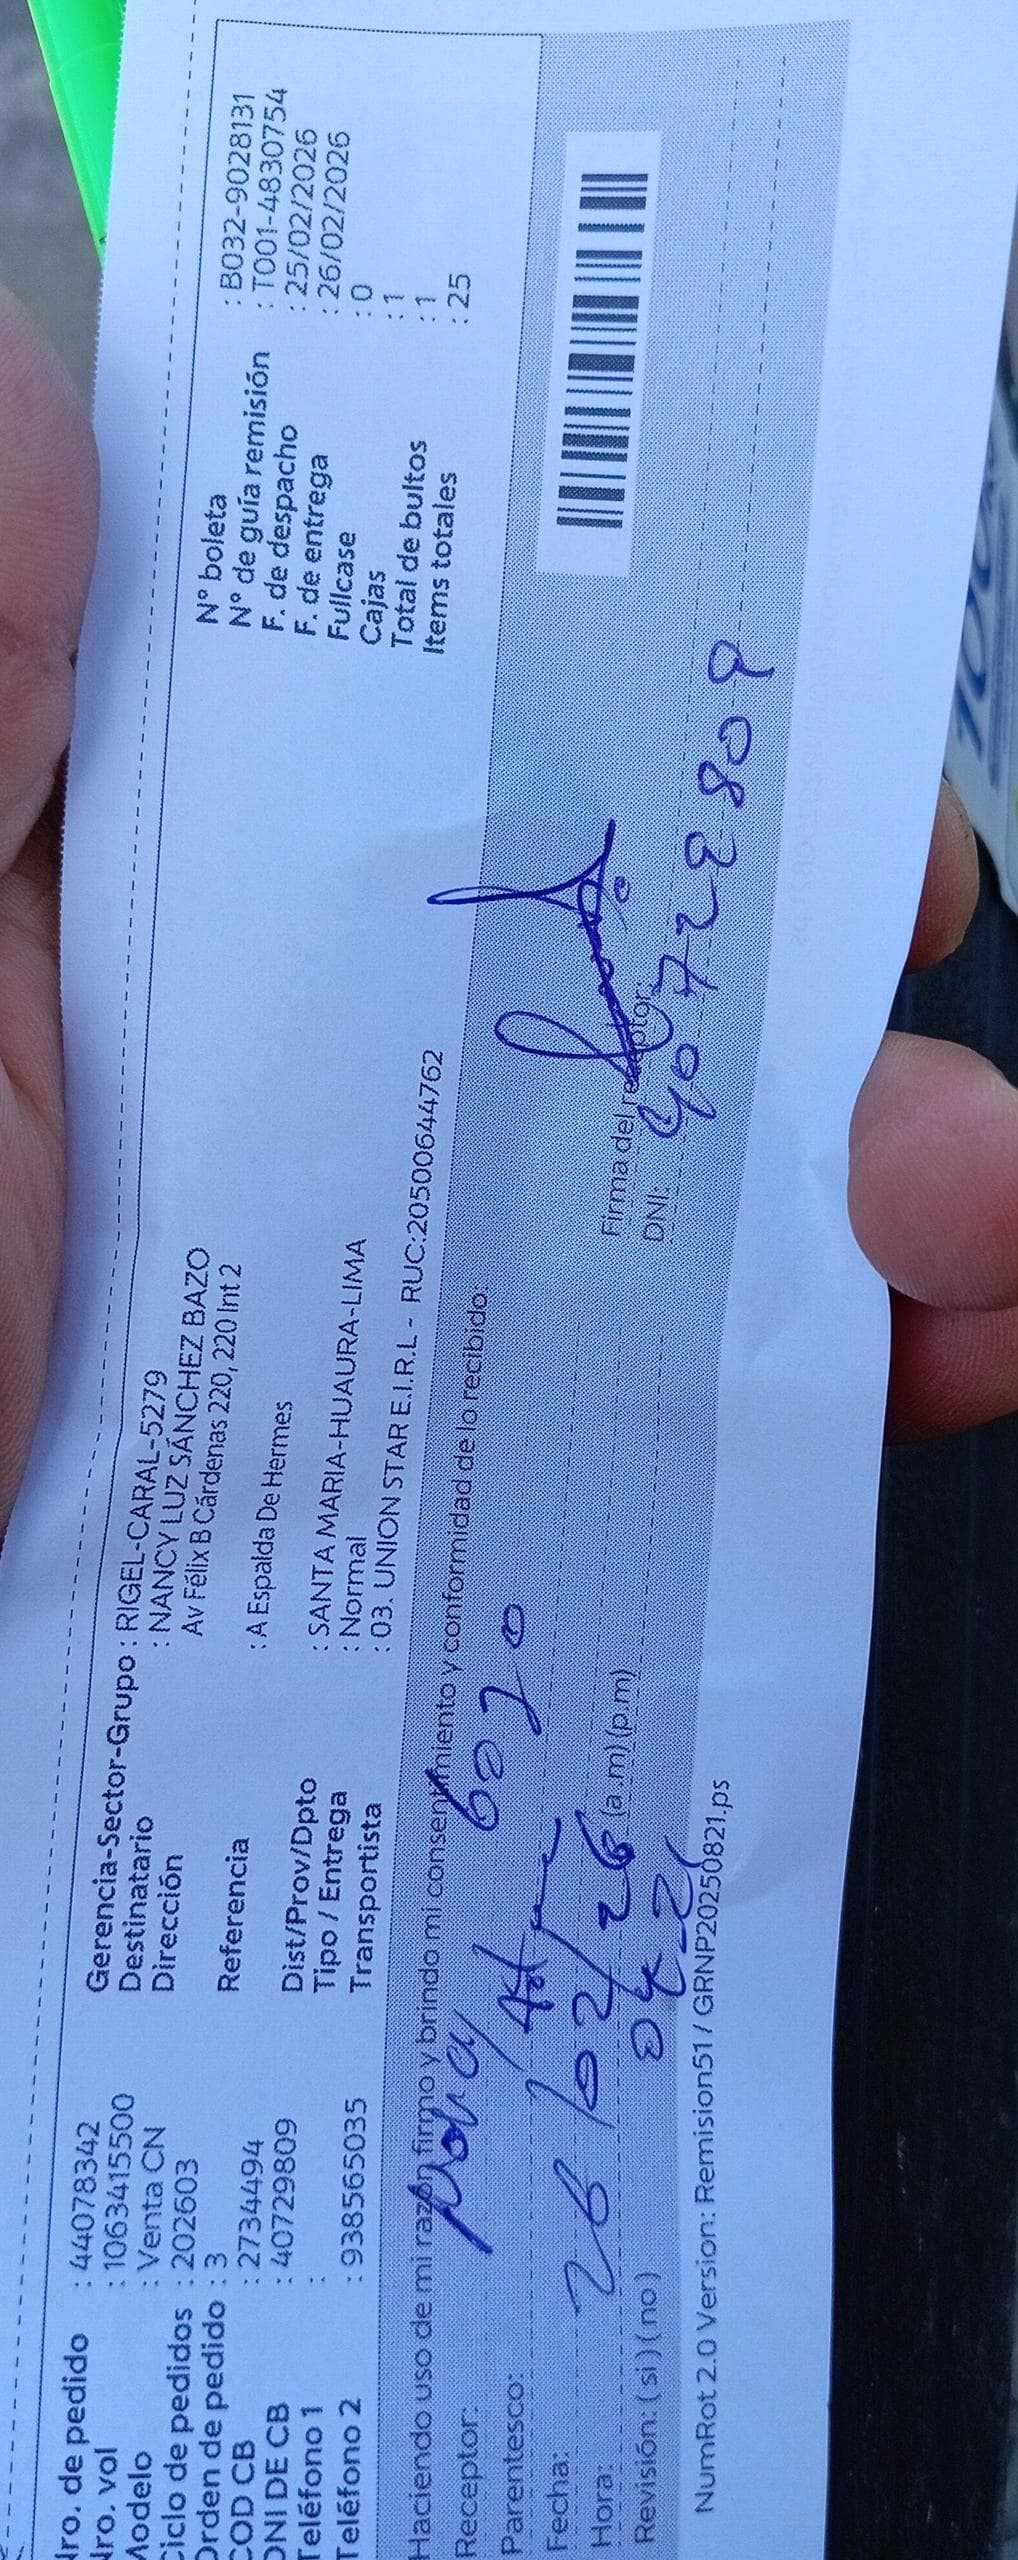 Nro. de pedido : 44078342
Nro. vol : 1063415500
Modelo : Venta CN
Ciclo de pedidos : 202603
Orden de pedido : 3
COD CB : 2734494
DNI DE CB : 40729809
Teléfono 1 :
Teléfono 2 : 938565035
Gerencia-Sector-Grupo : RIGEL-CARAL-5279
Destinatario : NANCY LUZ SÁNCHEZ BAZO
Dirección Av Félix B Cárdenas 220, 220 Int 2
Referencia : A Espalda De Hermes
Dist/Prov/Dpto : SANTA MARIA-HUAURA-LIMA
Tipo / Entrega : Normal
Transportista : 03. UNION STAR E.I.R.L - RUC:20500644762
N° boleta : B032-9028131
N° de guía remisión : T001-4830754
F. de despacho : 25/02/2026
F. de entrega : 26/02/2026
Fullcase : 0
Cajas : 1
Total de bultos : 1
Items totales : 25
Haciendo uso de mi razón firmo y brindo mi consentimiento y conformidad de lo recibido:
Receptor:
Parentesco:
Fecha: 26/02/26
Hora: (a.m) (p.m)
Revisión: ( si ) ( no )
Firma del receptor:
DNI:
NumRot 2.0 Version: Remision51 / GRNP20250821.ps